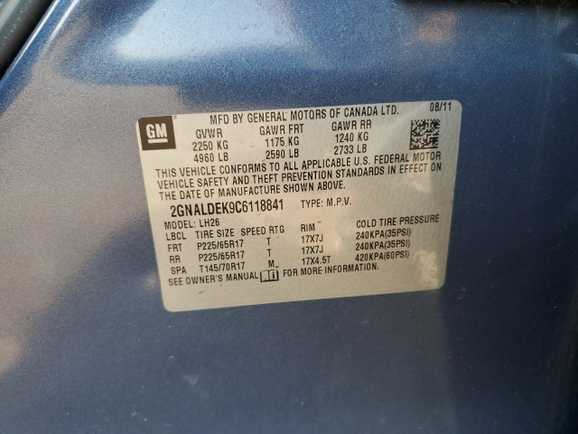 GM
MFD BY GENERAL MOTORS OF CANADA LTD. 08/11
GVWR GAWR FRT GAWR RR
2250 KG 1175 KG 1240 KG
4960 LB 2590 LB 2733 LB
THIS VEHICLE CONFORMS TO ALL APPLICABLE U.S. FEDERAL MOTOR
VEHICLE SAFETY AND THEFT PREVENTION STANDARDS IN EFFECT ON
THE DATE OF MANUFACTURE SHOWN ABOVE.
2GNALDEK9C6118841 TYPE: M.P.V.
MODEL: LH26
LBCL TIRE SIZE SPEED RTG RIM COLD TIRE PRESSURE
FRT P225/65R17 T 17X7J 240KPA(35PSI)
RR P225/65R17 T 17X7J 240KPA(35PSI)
SPA T145/70R17 M 17X4.5T 420KPA(60PSI)
SEE OWNER'S MANUAL FOR MORE INFORMATION.